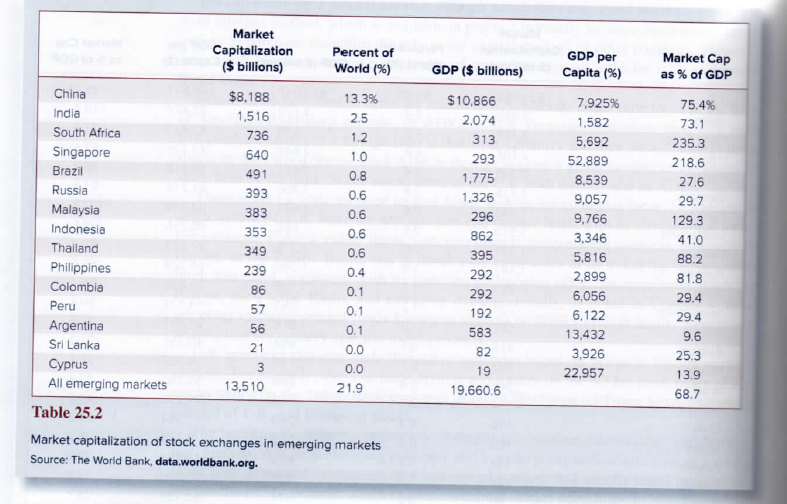 Market
Capitalization
($ billions)
Percent of
World (%)
GDP ($ billions)
GDP per
Capita (%)
Market Cap
as % of GDP
China $8,188 13.3% $10,866 7,925% 75.4%
India 1,516 2.5 2,074 1,582 73.1
South Africa 736 1.2 313 5,692 235.3
Singapore 640 1.0 293 52,889 218.6
Brazil 491 0.8 1,775 8,539 27.6
Russia 393 0.6 1,326 9,057 29.7
Malaysia 383 0.6 296 9,766 129.3
Indonesia 353 0.6 862 3,346 41.0
Thailand 349 0.6 395 5,816 88.2
Philippines 239 0.4 292 2,899 81.8
Colombia 86 0.1 292 6,056 29.4
Peru 57 0.1 192 6,122 29.4
Argentina 56 0.1 583 13,432 9.6
Sri Lanka 21 0.0 82 3,926 25.3
Cyprus 3 0.0 19 22,957 13.9
All emerging markets 13,510 21.9 19,660.6 68.7
Table 25.2
Market capitalization of stock exchanges in emerging markets
Source: The World Bank, data.worldbank.org.